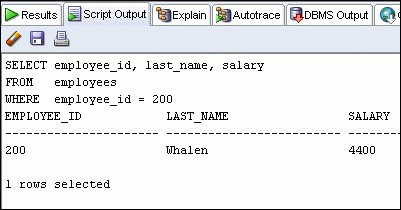 Results Script Output Explain Autotrace DBMS Output
SELECT employee_id, last_name, salary
FROM employees
WHERE employee_id = 200
EMPLOYEE_ID LAST_NAME SALARY
---------------------- ------------------------- ------
200 Whalen 4400
1 rows selected